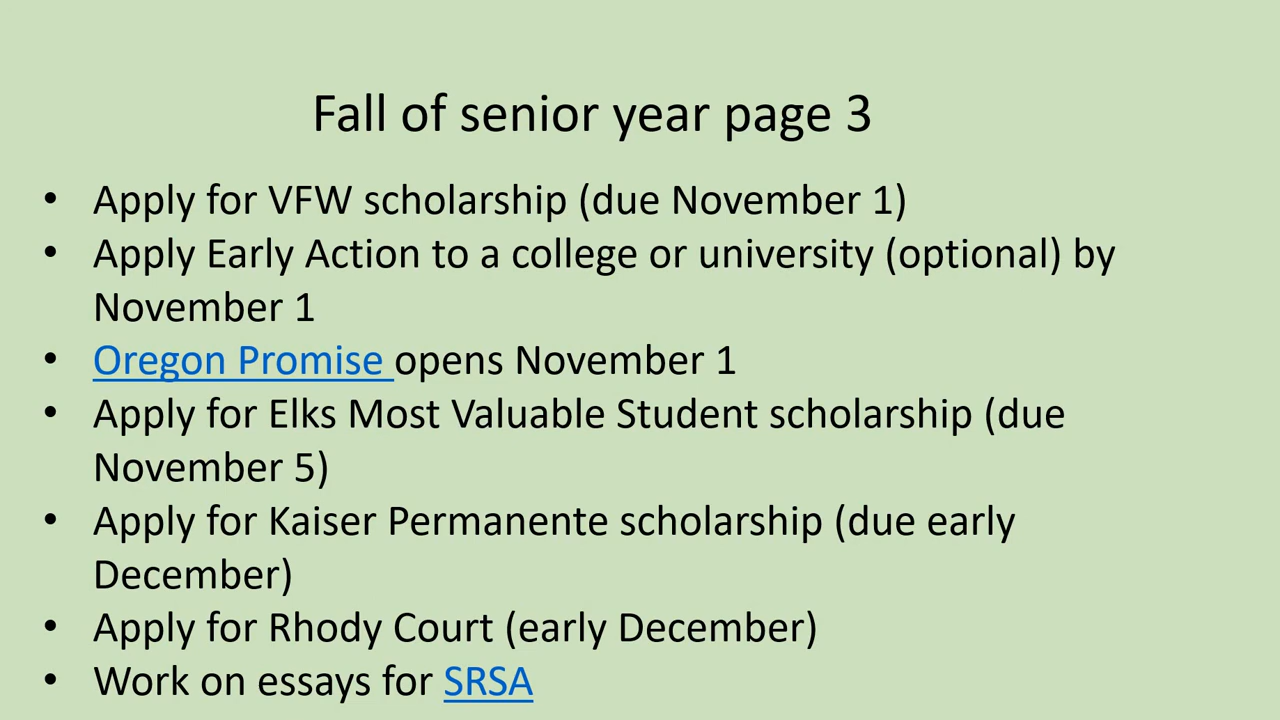 Fall of senior year page 3
• Apply for VFW scholarship (due November 1)
• Apply Early Action to a college or university (optional) by
November 1
• Oregon Promise opens November 1
• Apply for Elks Most Valuable Student scholarship (due
November 5)
• Apply for Kaiser Permanente scholarship (due early
December)
• Apply for Rhody Court (early December)
• Work on essays for SRSA